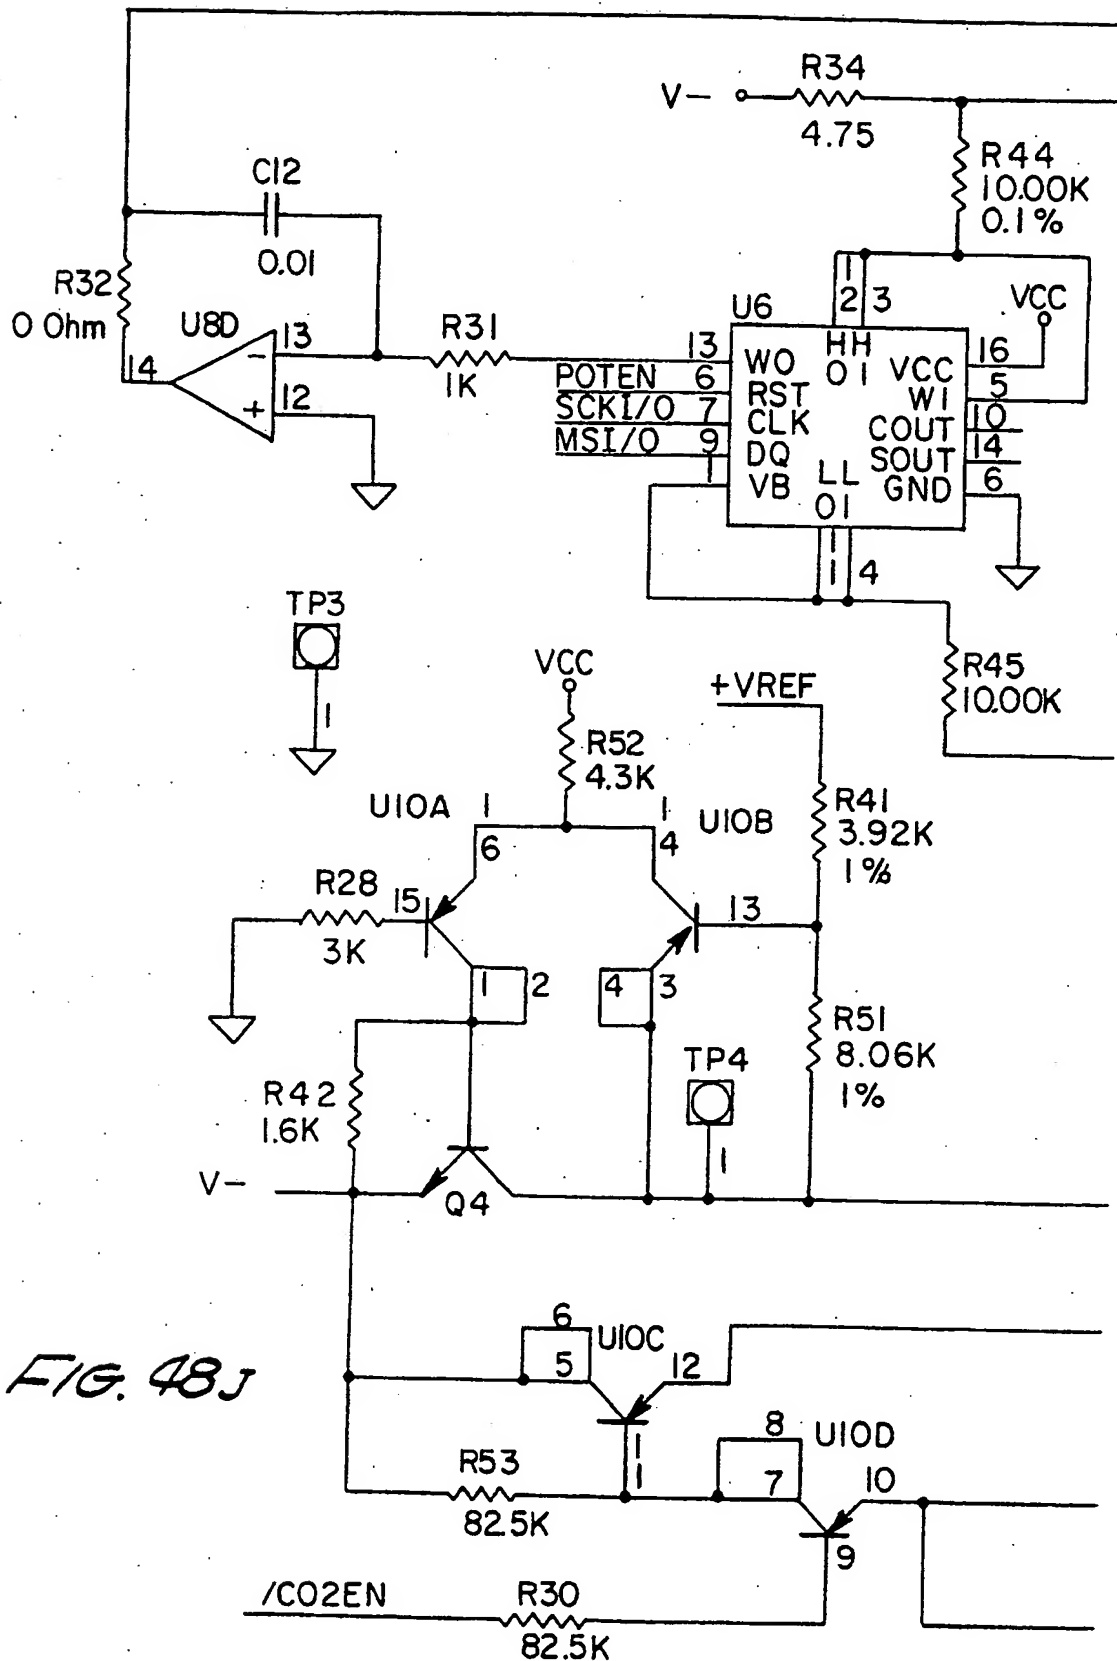 R34
V-
4.75
R44
10.00K
0.1%
C12
0.01
R32
0 Ohm
U8D
13
14
-
+
12
R31
1K
U6
1
2
3
VCC
H H
0 1
13 WO
POTEN 6 RST
SCKI/O 7 CLK
MSI/O 9 DQ
1 VB
VCC 16
W1 5
COUT 10
SOUT 14
GND 6
L L
0 1
1
1
4
TP3
1
R45
10.00K
VCC
+VREF
R52
4.3K
U10A
1
6
1
4
U10B
R41
3.92K
1%
R28
3K
15
13
1
2
4
3
R51
8.06K
1%
TP4
1
R42
1.6K
V-
Q4
6
5
U10C
12
FIG. 48J
1
1
8
7
U10D
10
R53
82.5K
9
/CO2EN
R30
82.5K